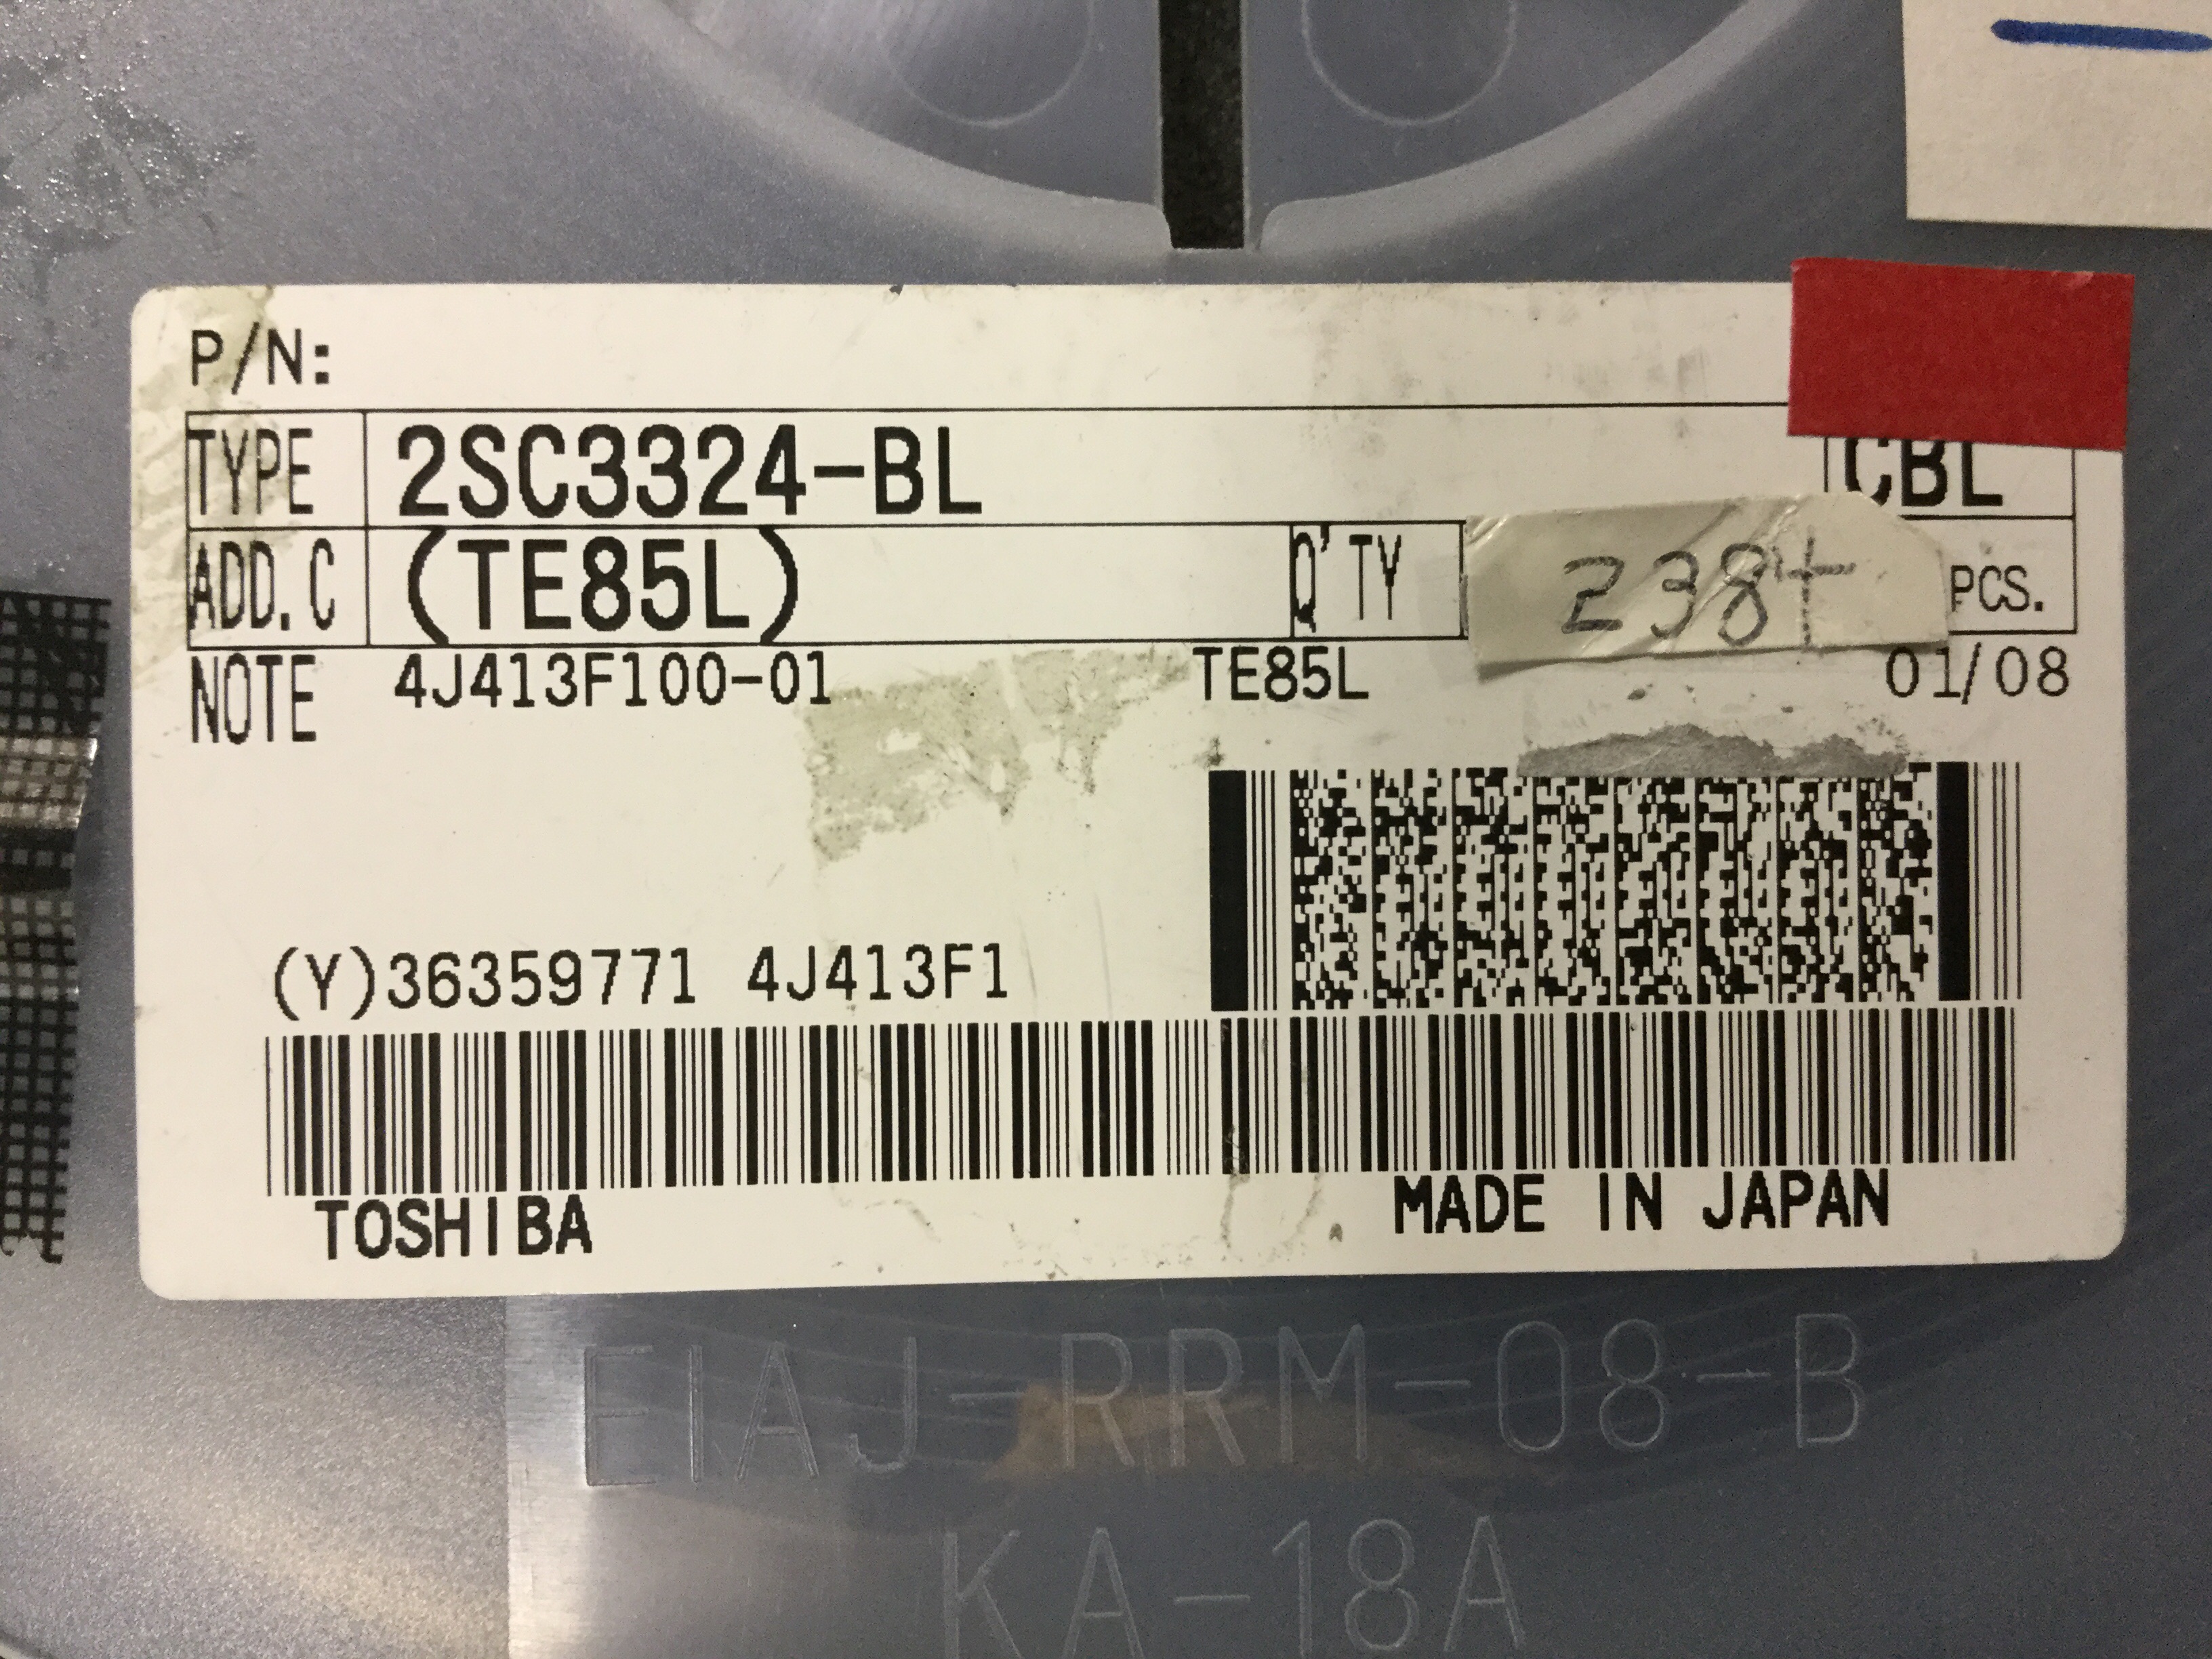 P/N:
TYPE 2SC3324-BL CBL
ADD.C (TE85L) Q'TY 238+ PCS.
NOTE 4J413F100-01 TE85L 01/08
(Y)36359771 4J413F1
TOSHIBA MADE IN JAPAN
EIAJ-RRM-08-B
KA-18A